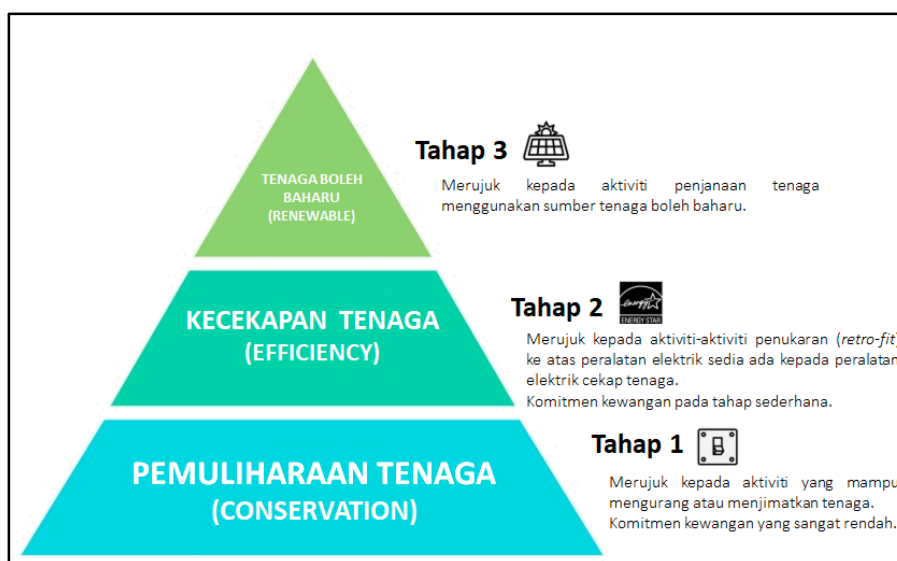 TENAGA BOLEH
BAHARU
(RENEWABLE)
Tahap 3
Merujuk kepada aktiviti penjanaan tenaga
menggunakan sumber tenaga boleh baharu.
KECEKAPAN TENAGA
(EFFICIENCY)
Tahap 2
energy
ENERGY STAR
Merujuk kepada aktiviti-aktiviti penukaran (retro-fit)
ke atas peralatan elektrik sedia ada kepada peralatan
elektrik cekap tenaga.
Komitmen kewangan pada tahap sederhana.
PEMULIHARAAN TENAGA
(CONSERVATION)
Tahap 1
Merujuk kepada aktiviti yang mampu
mengurang atau menjimatkan tenaga.
Komitmen kewangan yang sangat rendah.